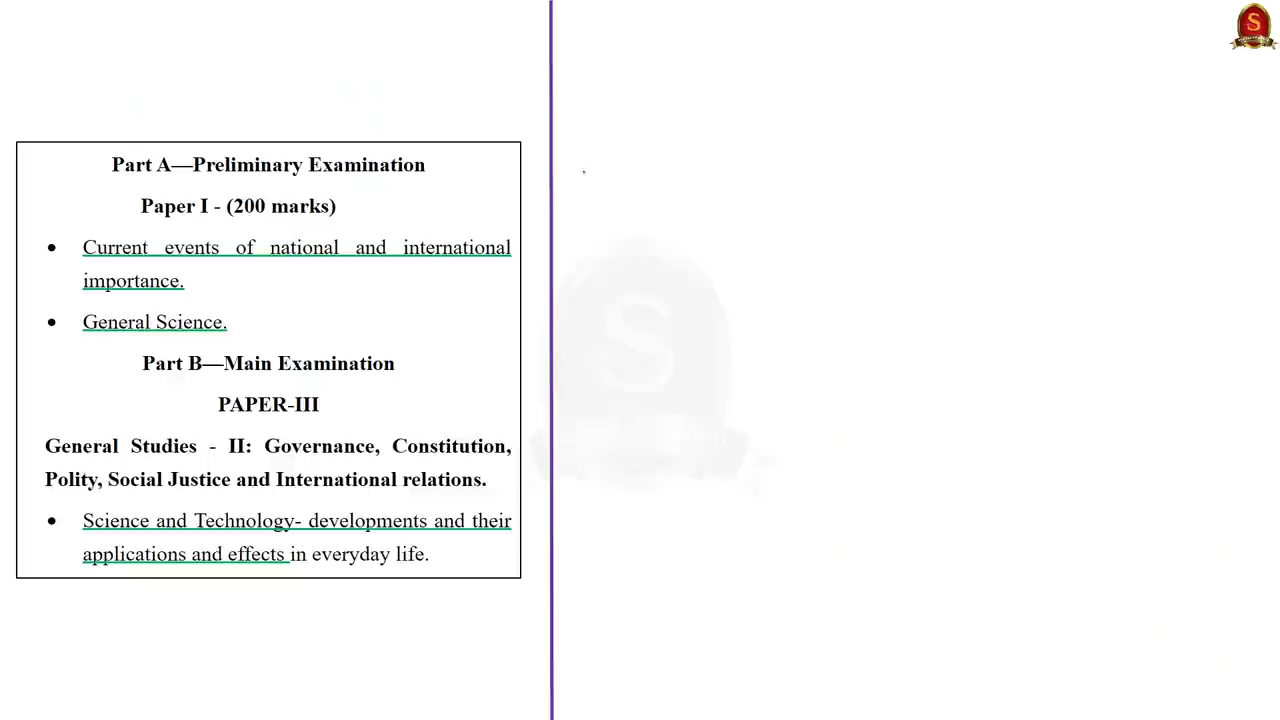 Part A—Preliminary Examination
Paper I - (200 marks)
• Current events of national and international
importance.
• General Science.
Part B—Main Examination
PAPER-III
General Studies - II: Governance, Constitution,
Polity, Social Justice and International relations.
• Science and Technology- developments and their
applications and effects in everyday life.
S
S